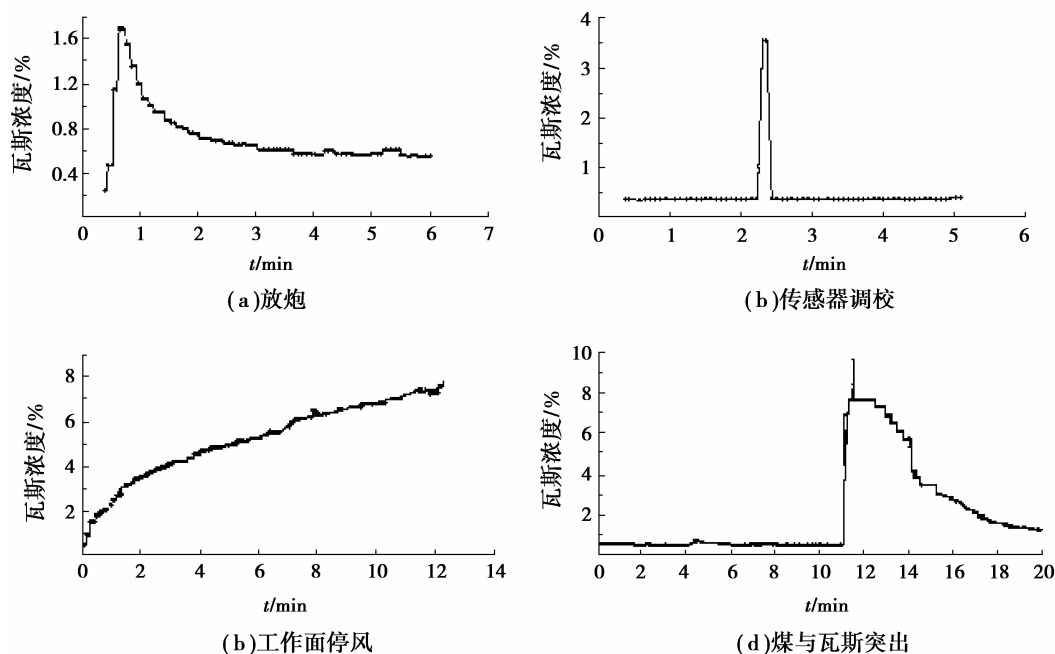 瓦斯浓度/%
1.6
1.2
0.8
0.4
0 1 2 3 4 5 6 7
t/min
(a)放炮
瓦斯浓度/%
4
3
2
1
0 1 2 3 4 5 6
t/min
(b)传感器调校
瓦斯浓度/%
8
6
4
2
0 2 4 6 8 10 12 14
t/min
(b)工作面停风
瓦斯浓度/%
10
8
6
4
2
0 2 4 6 8 10 12 14 16 18 20
t/min
(d)煤与瓦斯突出